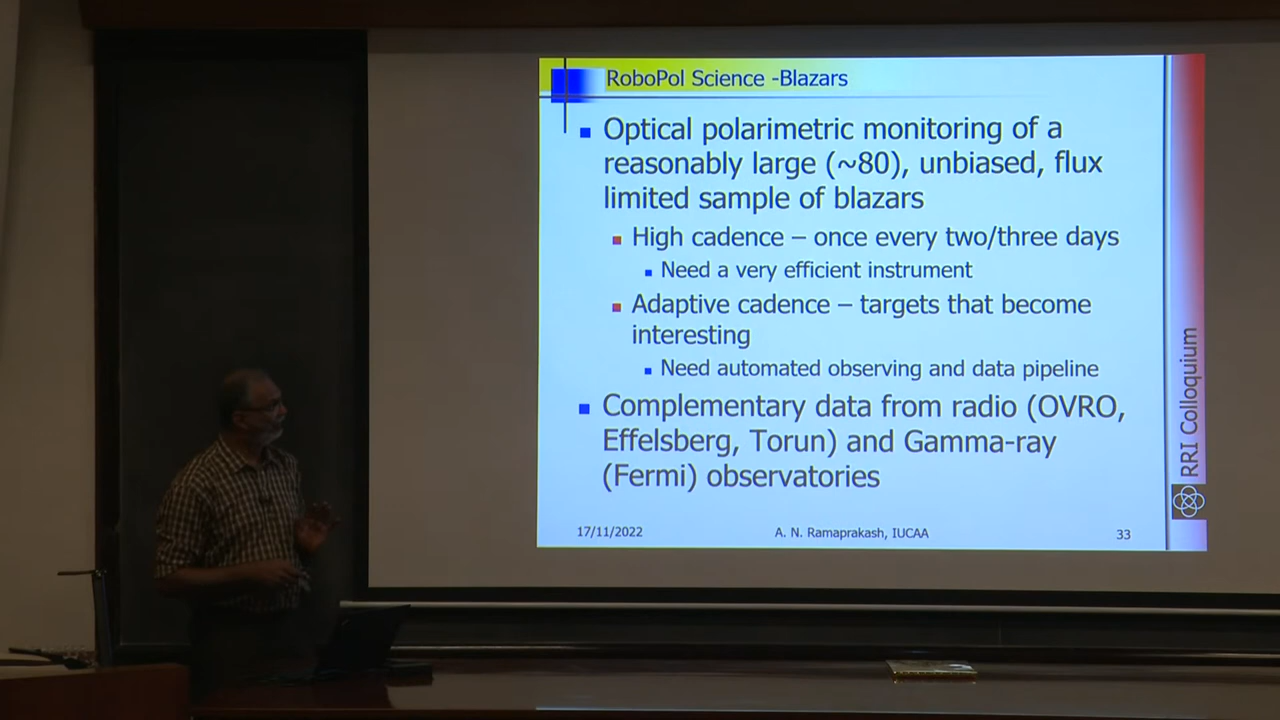 RoboPol Science -Blazars
Optical polarimetric monitoring of a
reasonably large (~80), unbiased, flux
limited sample of blazars
High cadence – once every two/three days
Need a very efficient instrument
Adaptive cadence – targets that become
interesting
Need automated observing and data pipeline
Complementary data from radio (OVRO,
Effelsberg, Torun) and Gamma-ray
(Fermi) observatories
RRI Colloquium
17/11/2022
A. N. Ramaprakash, IUCAA
33